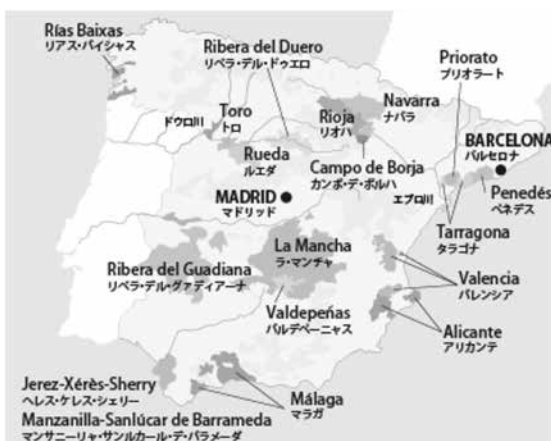 Rías Baixas
リアス・バイシャス
Ribera del Duero
リベラ・デル・ドゥエロ
Priorato
プリオラート
Toro
トロ
ドウロ川
Navarra
ナバラ
Rioja
リオハ
BARCELONA
バルセロナ
Rueda
ルエダ
Campo de Borja
カンポ・デ・ボルハ
エブロ川
MADRID
マドリッド
Penedés
ペネデス
Tarragona
タラゴナ
La Mancha
ラ・マンチャ
Ribera del Guadiana
リベラ・デル・グァディアーナ
Valencia
バレンシア
Valdepeñas
バルデペーニャス
Alicante
アリカンテ
Jerez-Xérès-Sherry
ヘレス・ケレス・シェリー
Málaga
マラガ
Manzanilla-Sanlúcar de Barrameda
マンサニーリャ・サンルカール・デ・バラメーダ